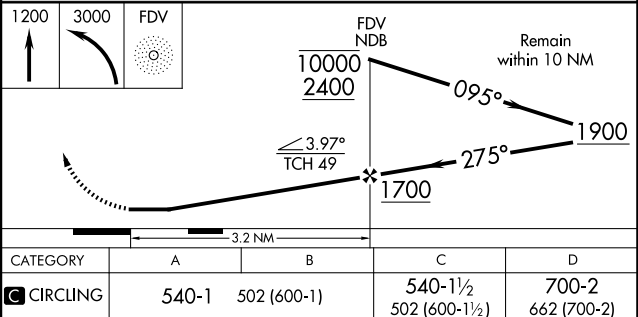 1200 3000 FDV
FDV
NDB
10000
2400
Remain
within 10 NM
095°
1900
3.97°
TCH 49
275°
1700
3.2 NM
CATEGORY A B C D
C CIRCLING 540-1 502 (600-1) 540-1½ 700-2
502 (600-1½) 662 (700-2)